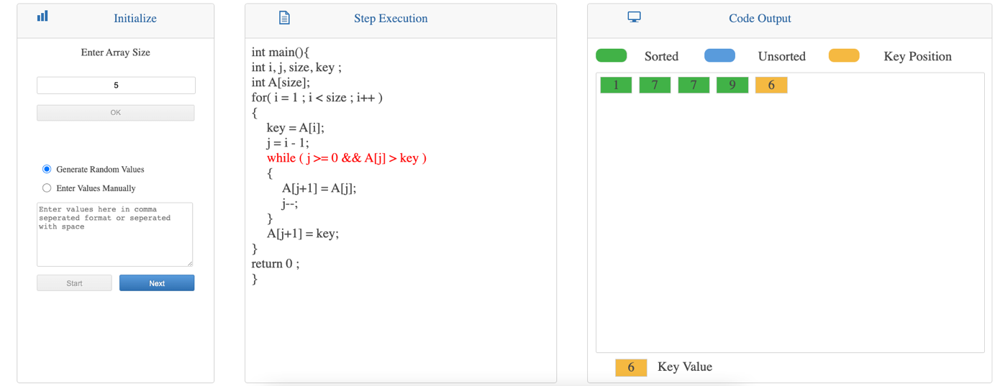 Initialize
Enter Array Size
5
OK
Generate Random Values
Enter Values Manually
Enter values here in comma
seperated format or seperated
with space
Start Next
Step Execution
int main(){
int i, j, size, key ;
int A[size];
for( i = 1 ; i < size ; i++ )
{
key = A[i];
j = i - 1;
while ( j >= 0 && A[j] > key )
{
A[j+1] = A[j];
j--;
}
A[j+1] = key;
}
return 0 ;
}
Code Output
Sorted Unsorted Key Position
1 7 7 9 6
6 Key Value